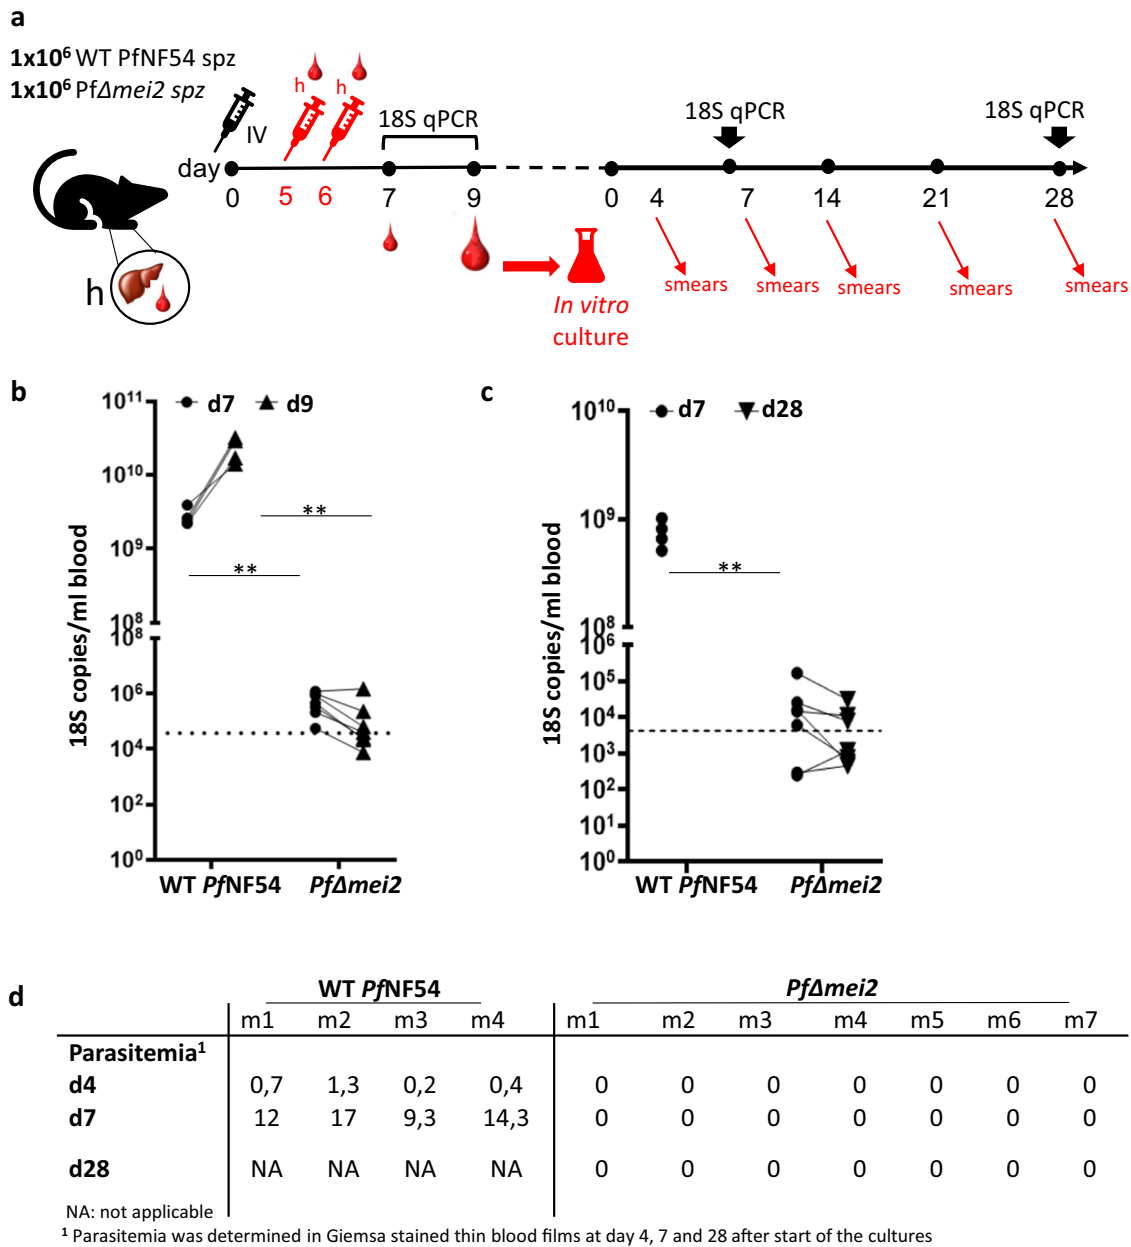 a
1x10⁶ WT PfNF54 spz
1x10⁶ PfΔmei2 spz
IV
h h
18S qPCR 18S qPCR 18S qPCR
day
0 5 6 7 9 0 4 7 14 21 28
h
In vitro
culture
smears smears smears smears smears
b
d7 d9
18S copies/ml blood
10¹¹
10¹⁰
10⁹
10⁸
10⁸
10⁶
10⁴
10²
10⁰
**
**
WT PfNF54 PfΔmei2
c
d7 d28
18S copies/ml blood
10¹⁰
10⁹
10⁸
10⁶
10⁵
10⁴
10³
10²
10¹
10⁰
**
WT PfNF54 PfΔmei2
d
WT PfNF54 PfΔmei2
m1 m2 m3 m4 m1 m2 m3 m4 m5 m6 m7
Parasitemia¹
d4 0,7 1,3 0,2 0,4 0 0 0 0 0 0 0
d7 12 17 9,3 14,3 0 0 0 0 0 0 0
d28 NA NA NA NA 0 0 0 0 0 0 0
NA: not applicable
¹ Parasitemia was determined in Giemsa stained thin blood films at day 4, 7 and 28 after start of the cultures